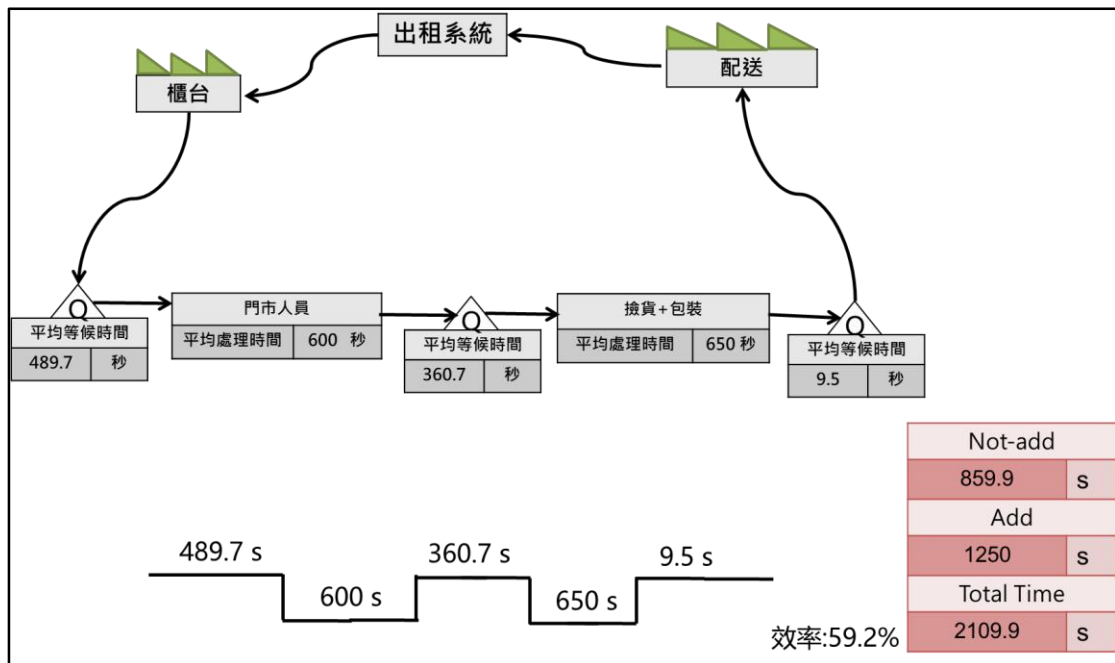 出租系統
配送
櫃台
Q
平均等候時間
489.7 秒
門市人員
平均處理時間 600 秒
Q
平均等候時間
360.7 秒
撿貨+包裝
平均處理時間 650 秒
Q
平均等候時間
9.5 秒
489.7 s
600 s
360.7 s
650 s
9.5 s
效率:59.2%
Not-add
859.9 s
Add
1250 s
Total Time
2109.9 s